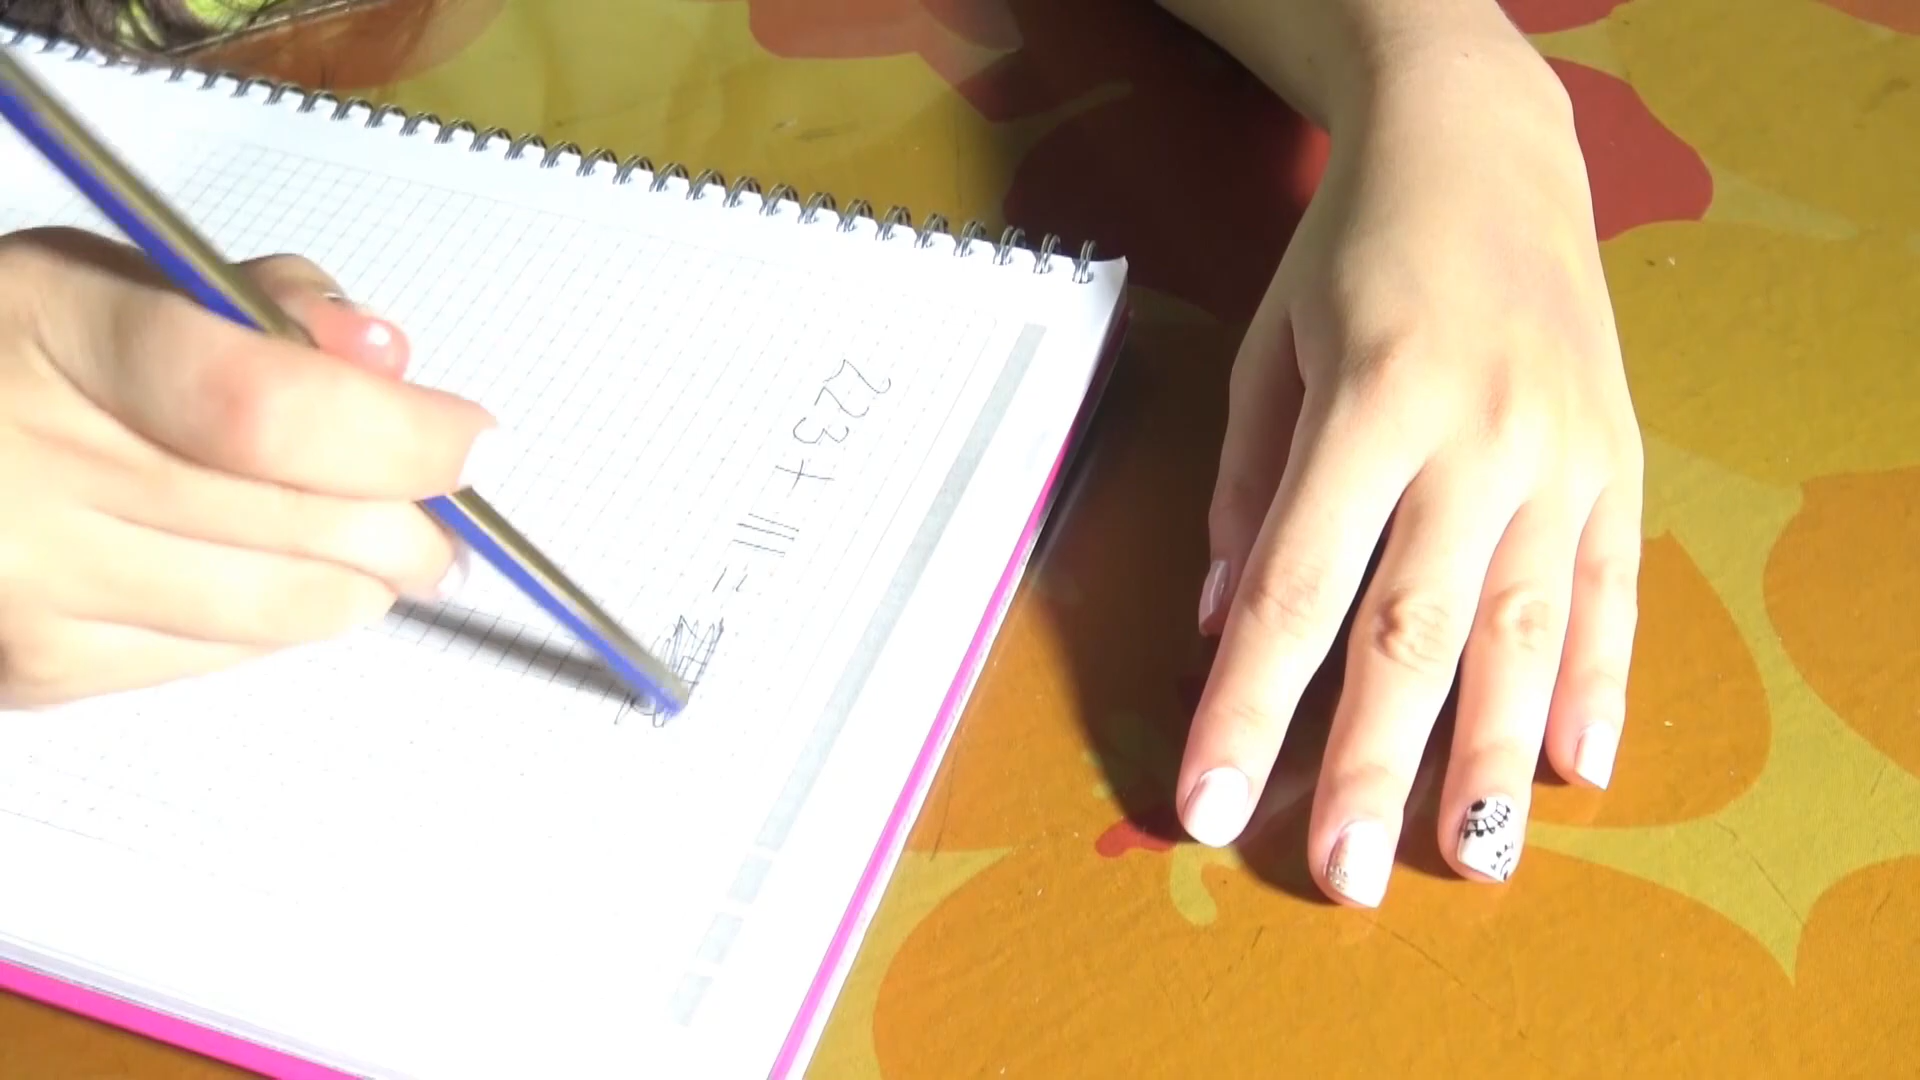 223 + 111 =